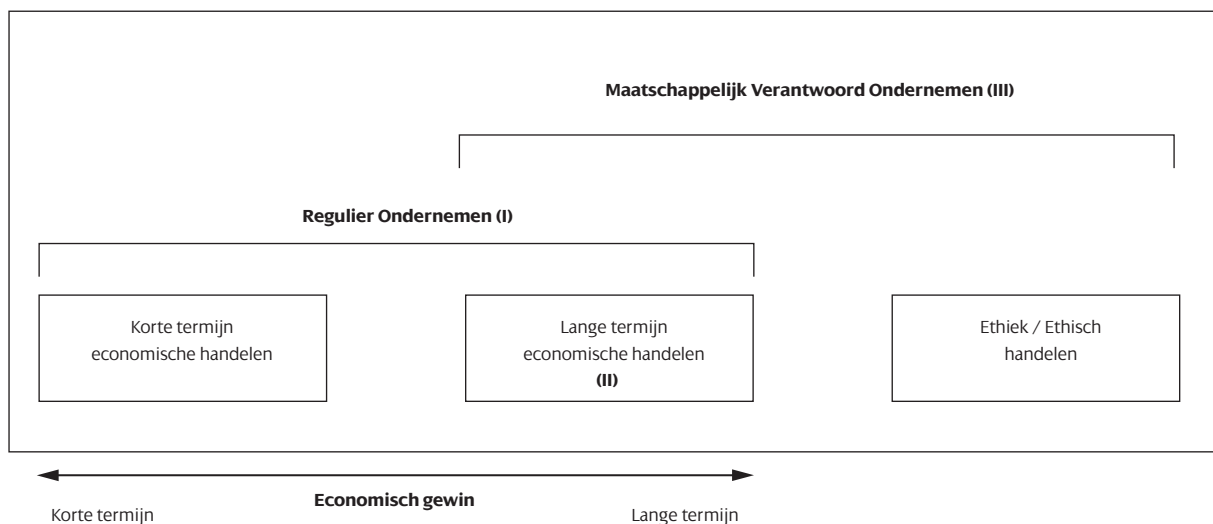 Maatschappelijk Verantwoord Ondernemen (III)
Regulier Ondernemen (I)
Korte termijn
economische handelen
Lange termijn
economische handelen
(II)
Ethiek / Ethisch
handelen
Economisch gewin
Korte termijn
Lange termijn